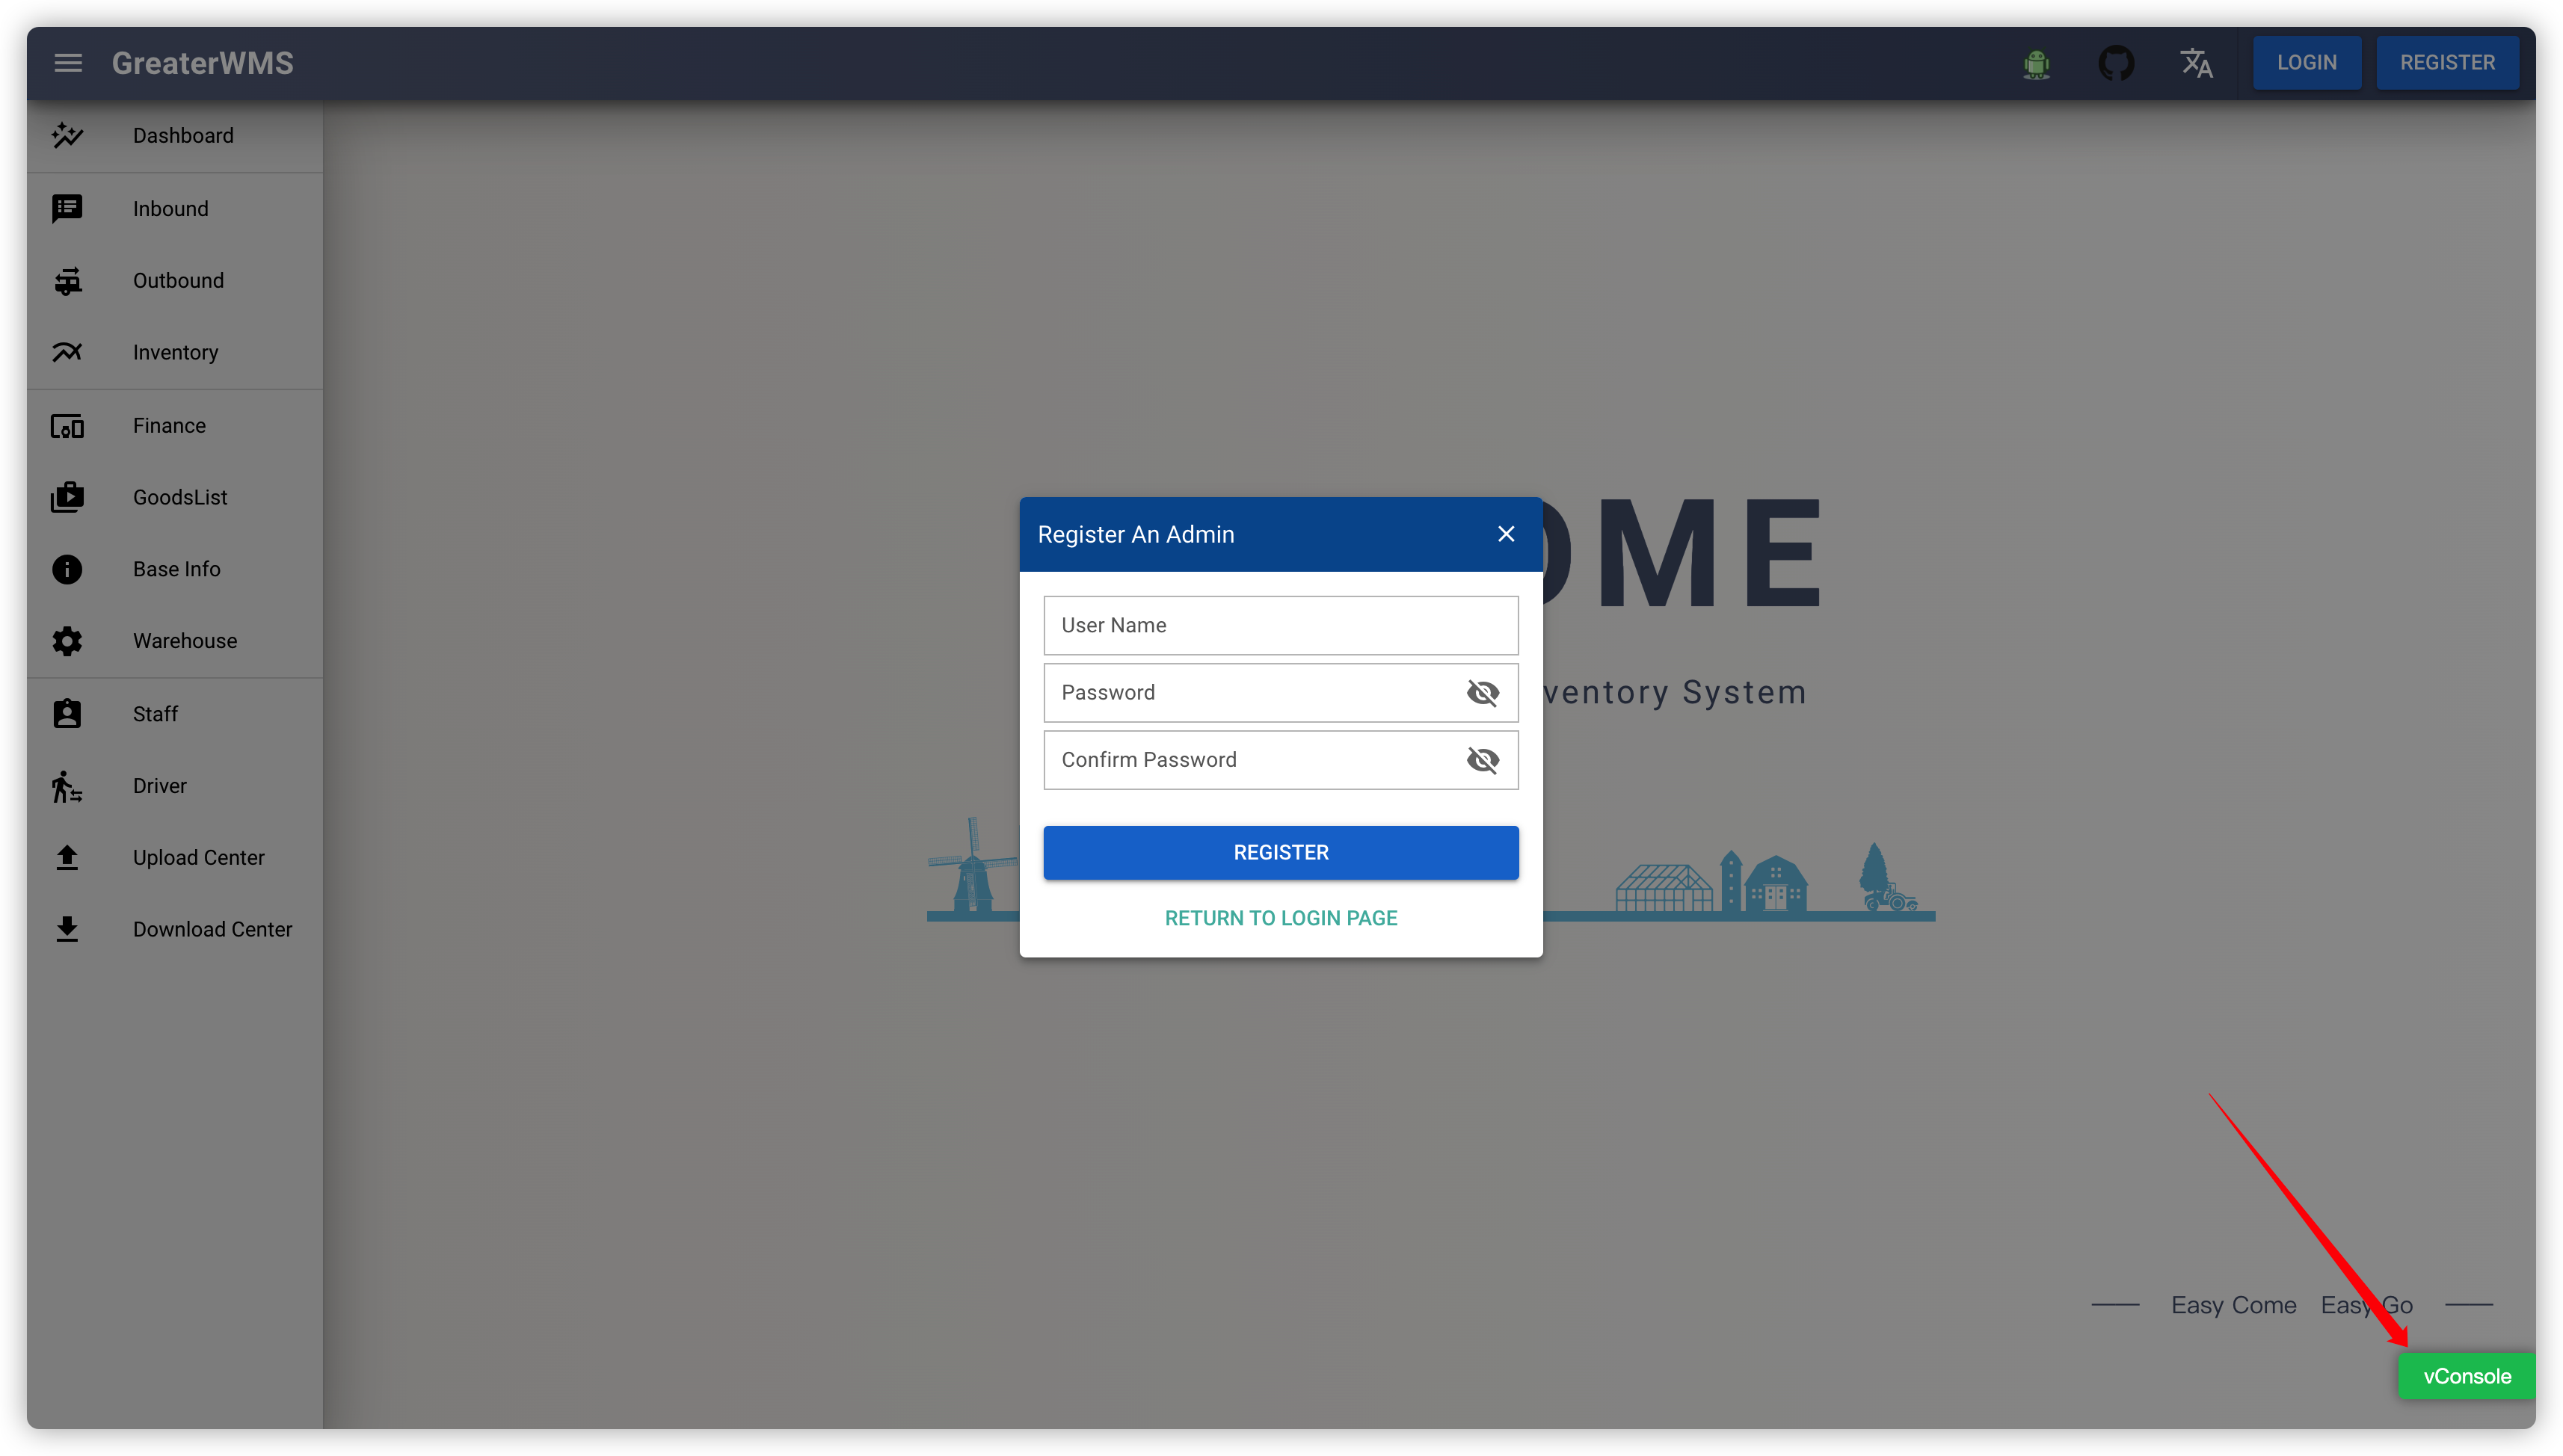 GreaterWMS
LOGIN
REGISTER
Dashboard
Inbound
Outbound
Inventory
Finance
GoodsList
Base Info
Warehouse
Staff
Driver
Upload Center
Download Center
OME
ventory System
Register An Admin
User Name
Password
Confirm Password
REGISTER
RETURN TO LOGIN PAGE
Easy Come Easy Go
vConsole